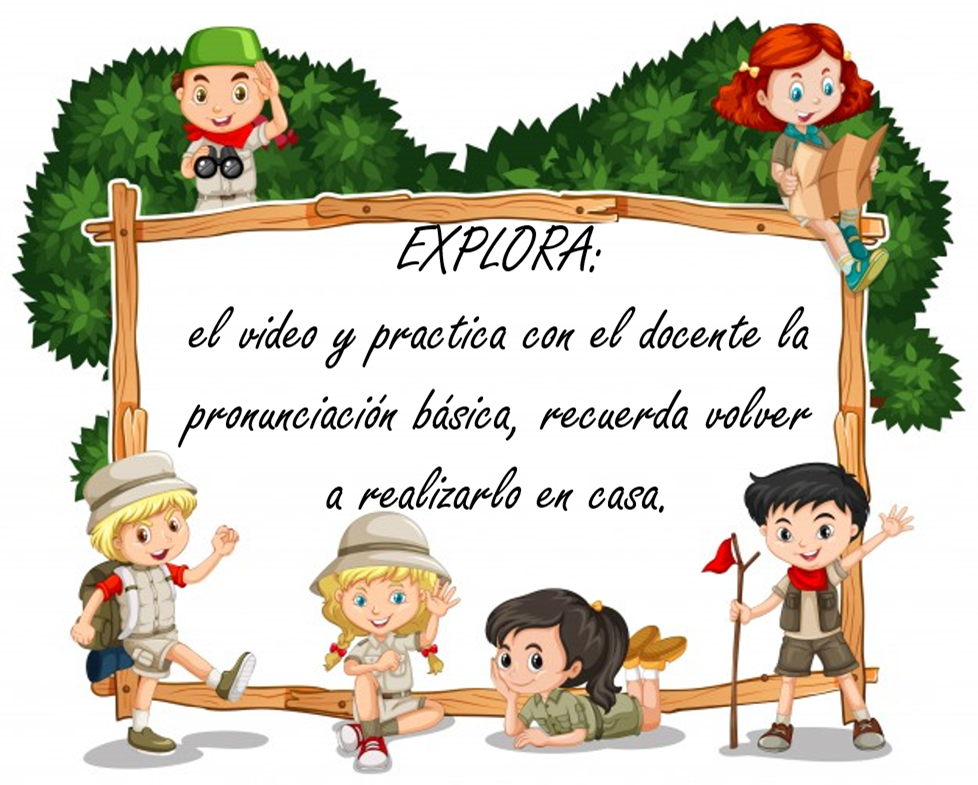 EXPLORA:
el video y practica con el docente la
pronunciación básica, recuerda volver
a realizarlo en casa.